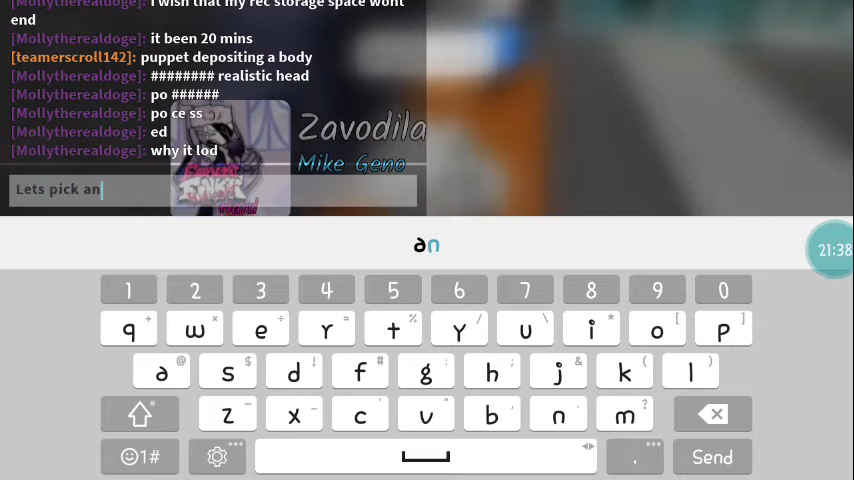 [Mollytherealdoge]: I wish that my rec storage space wont
end
[Mollytherealdoge]: it been 20 mins
[teamerscroll142]: puppet depositing a body
[Mollytherealdoge]: ######## realistic head
[Mollytherealdoge]: po ######
[Mollytherealdoge]: po ce ss
[Mollytherealdoge]: ed
[Mollytherealdoge]: why it lod
Zavodila
Mike Geno
Lets pick an
an
21:38
1 2 3 4 5 6 7 8 9 0
q + w × e ÷ r = t % y / u \ i * o [ p ]
a @ s $ d ! f # g : h ; j & k ( l )
z – x - c ' v " b , n . m ?
1#
. Send